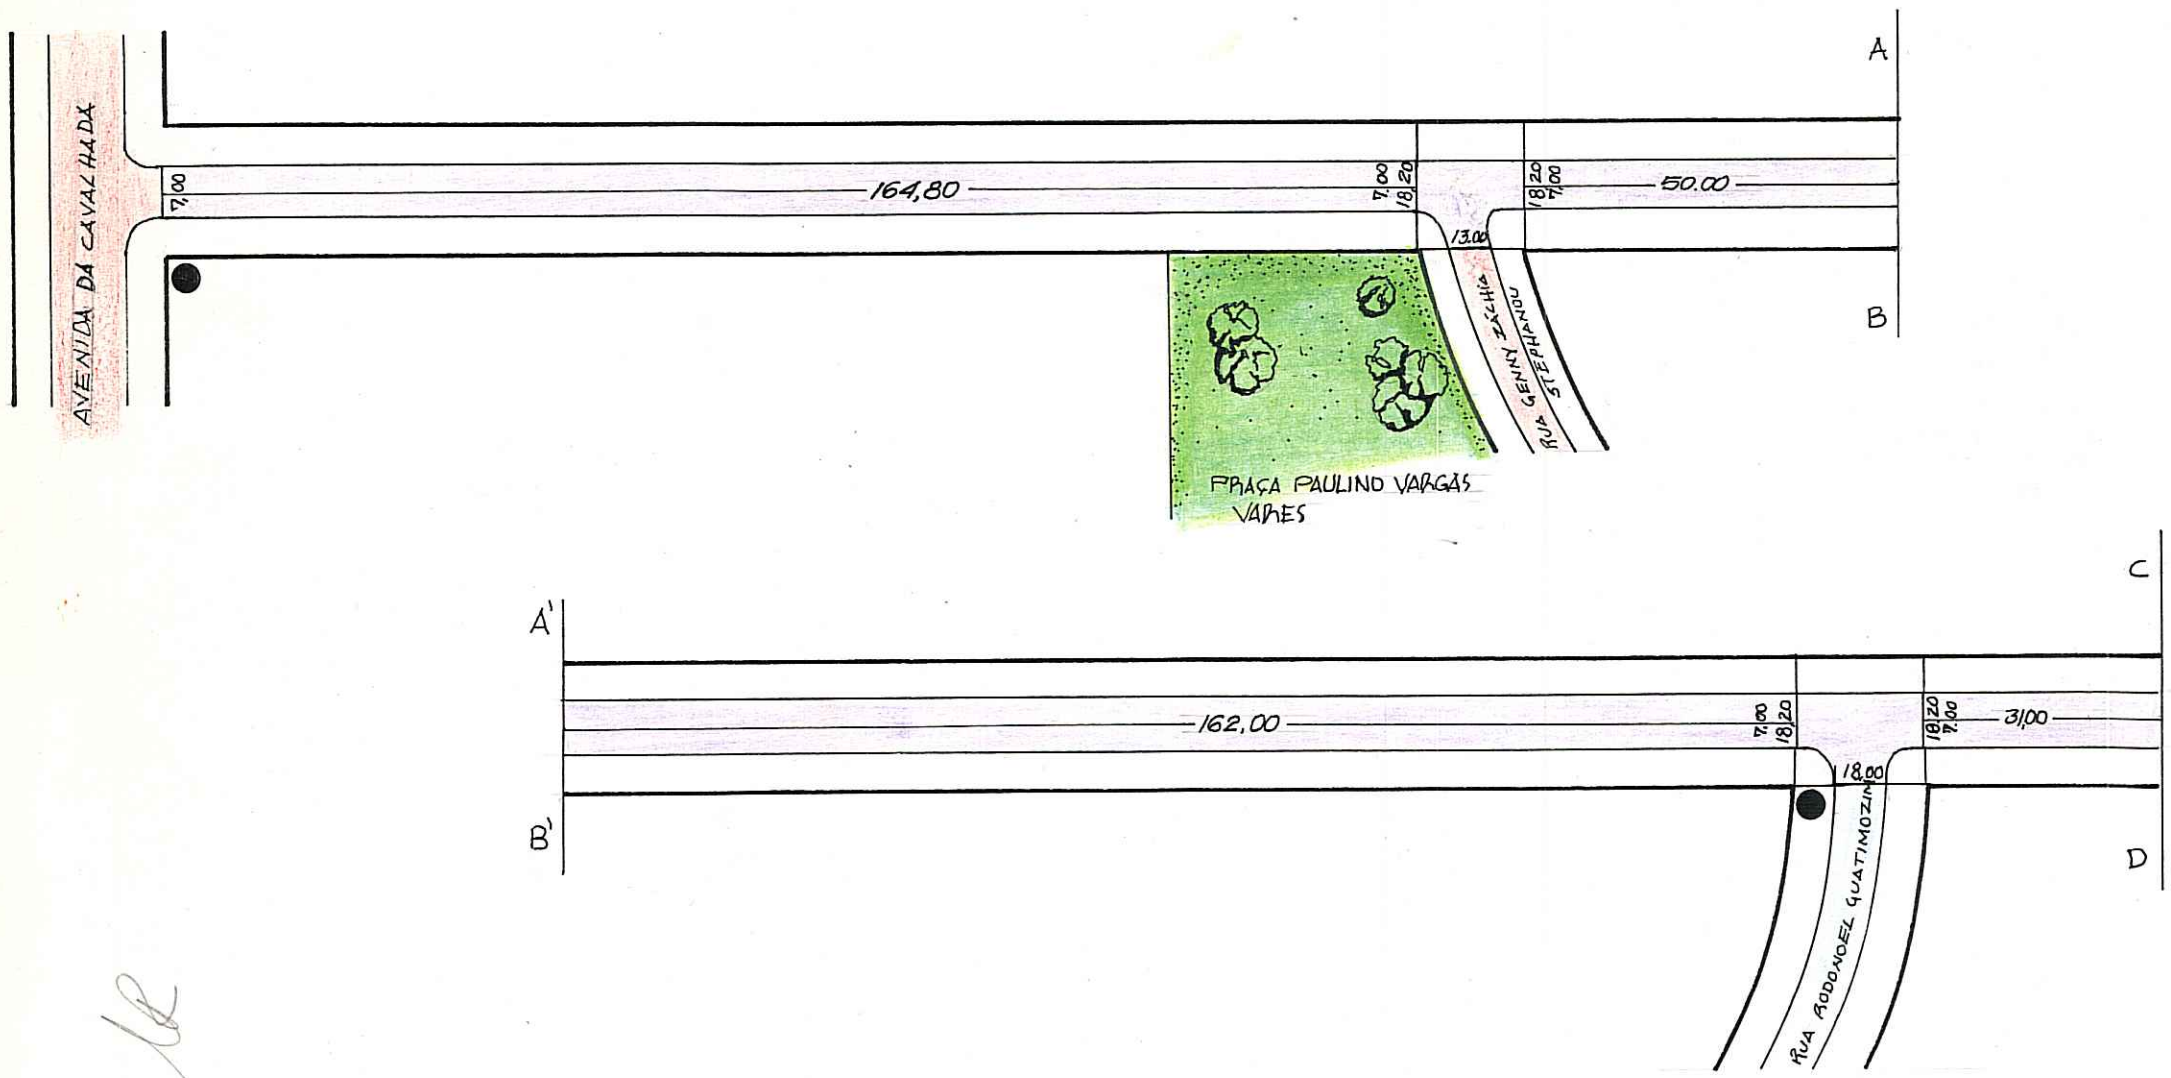 A
AVENIDA DA CAVALHADA
7,00
164,80
7.00
18,20
18,20
7,00
50.00
13.00
RUA GENNY ZÁCHIA
STEPHANOU
B
PRAÇA PAULINO VARGAS
VARES
C
A'
162,00
7.00
18,20
18,20
7.00
31,00
18,00
B'
D
RUA RODONOEL GUATIMOZIN